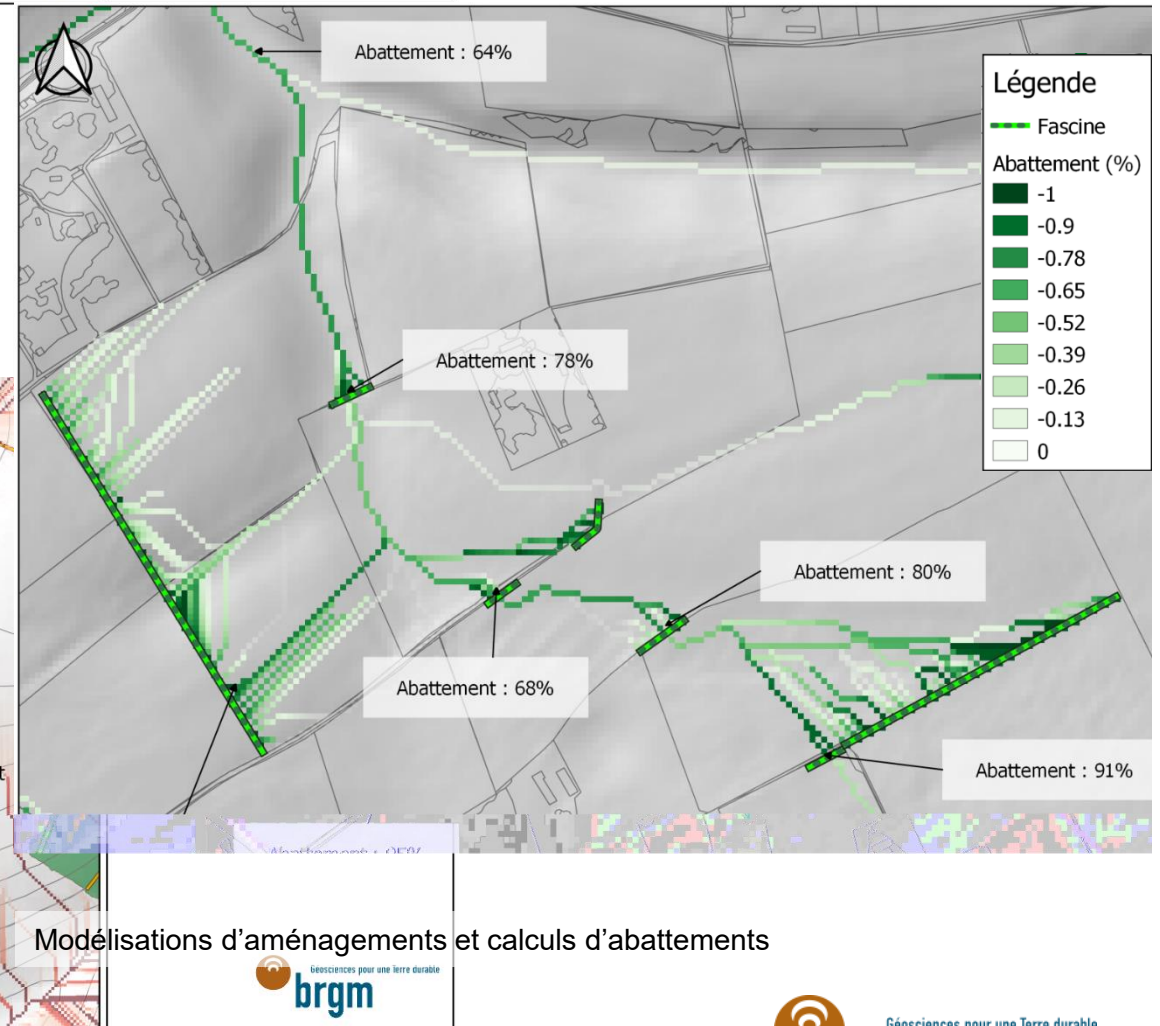 Abattement : 64%
Légende
Fascine
Abattement (%)
-1
-0.9
-0.78
-0.65
-0.52
-0.39
-0.26
-0.13
0
Abattement : 78%
Abattement : 80%
Abattement : 68%
Abattement : 91%
Modélisations d’aménagements et calculs d’abattements
Géosciences pour une Terre durable
brgm
Géosciences pour une Terre durable